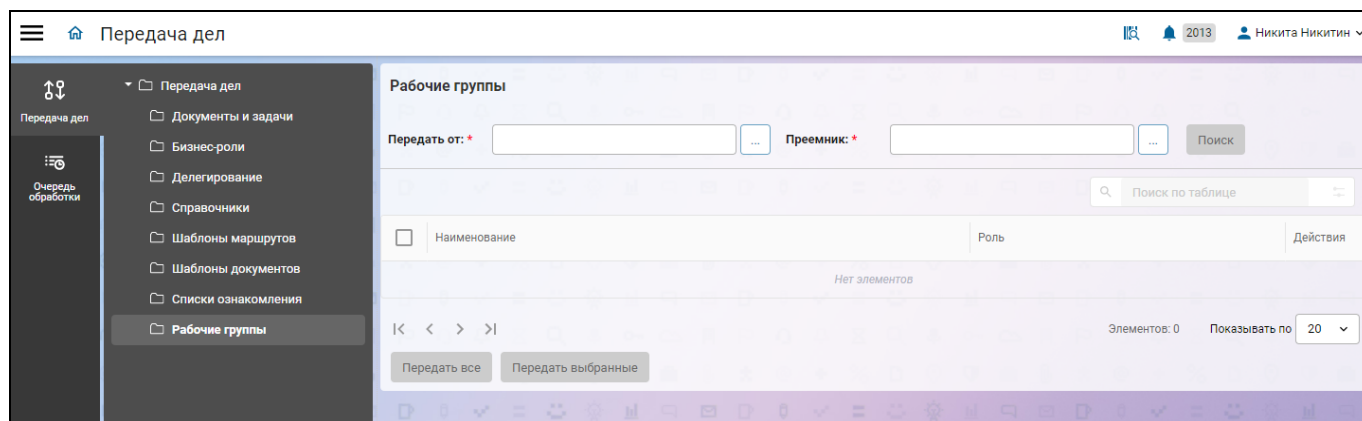 Передача дел
2013
Никита Никитин
Передача дел
Очередь
обработки
Передача дел
Документы и задачи
Бизнес-роли
Делегирование
Справочники
Шаблоны маршрутов
Шаблоны документов
Списки ознакомления
Рабочие группы
Рабочие группы
Передать от: *
...
Преемник: *
...
Поиск
Поиск по таблице
Наименование
Роль
Действия
Нет элементов
Элементов: 0
Показывать по
20
Передать все
Передать выбранные